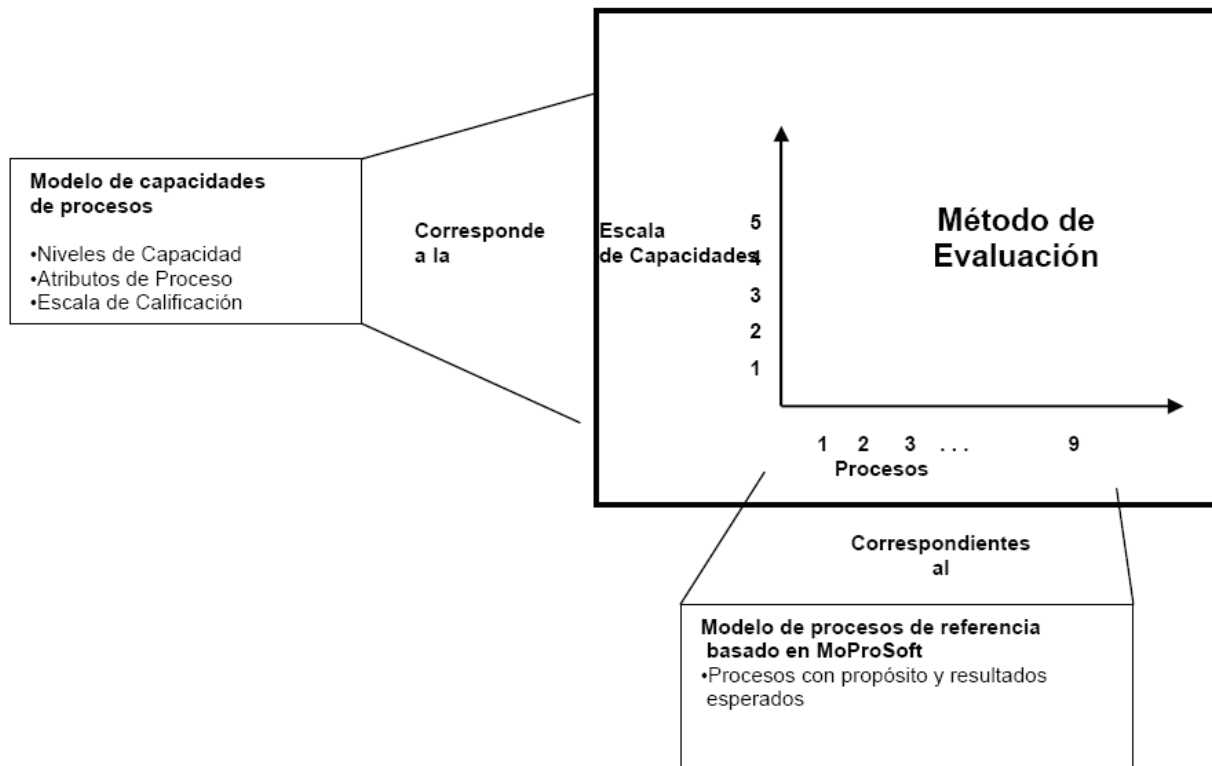 Modelo de capacidades
de procesos
•Niveles de Capacidad
•Atributos de Proceso
•Escala de Calificación
Corresponde
a la
Escala
de Capacidades
5
4
3
2
1
Método de
Evaluación
1 2 3 . . . 9
Procesos
Correspondientes
al
Modelo de procesos de referencia
basado en MoProSoft
•Procesos con propósito y resultados
esperados